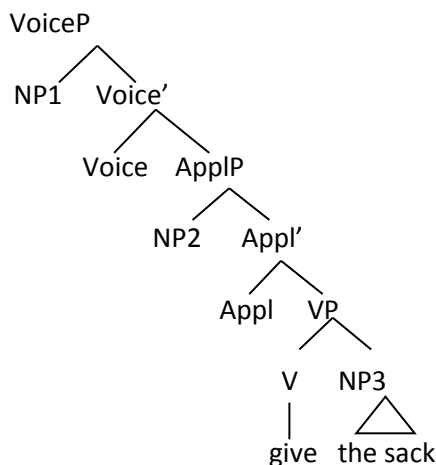 VoiceP
NP1 Voice’
Voice ApplP
NP2 Appl’
Appl VP
V NP3
give the sack